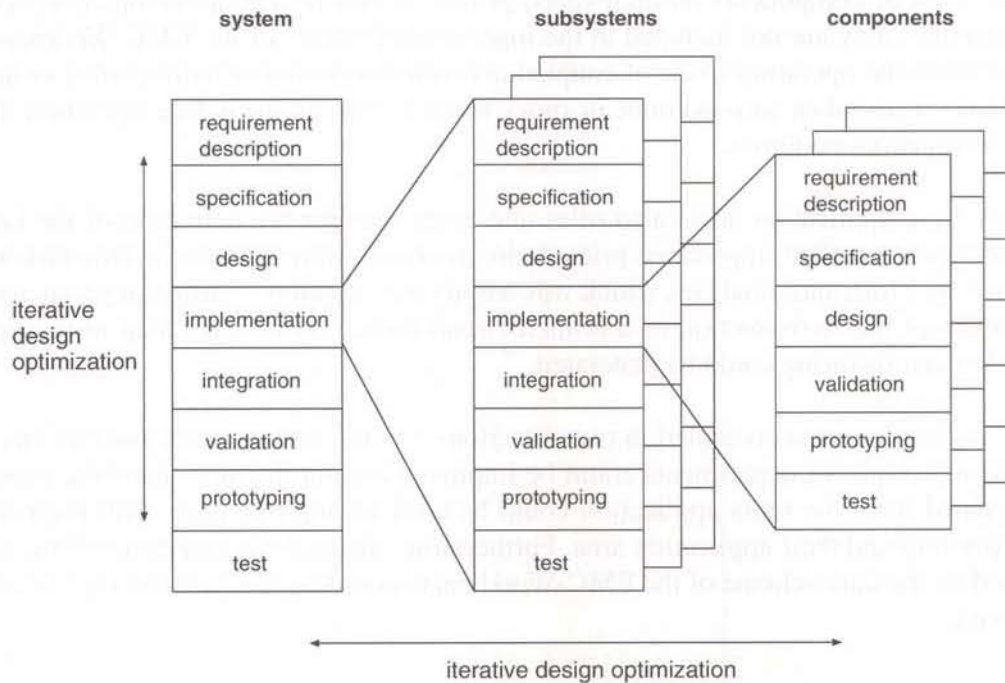 system
subsystems
components
requirement
description
specification
design
implementation
integration
validation
prototyping
test
requirement
description
specification
design
implementation
integration
validation
prototyping
test
requirement
description
specification
design
validation
prototyping
test
iterative
design
optimization
iterative design optimization